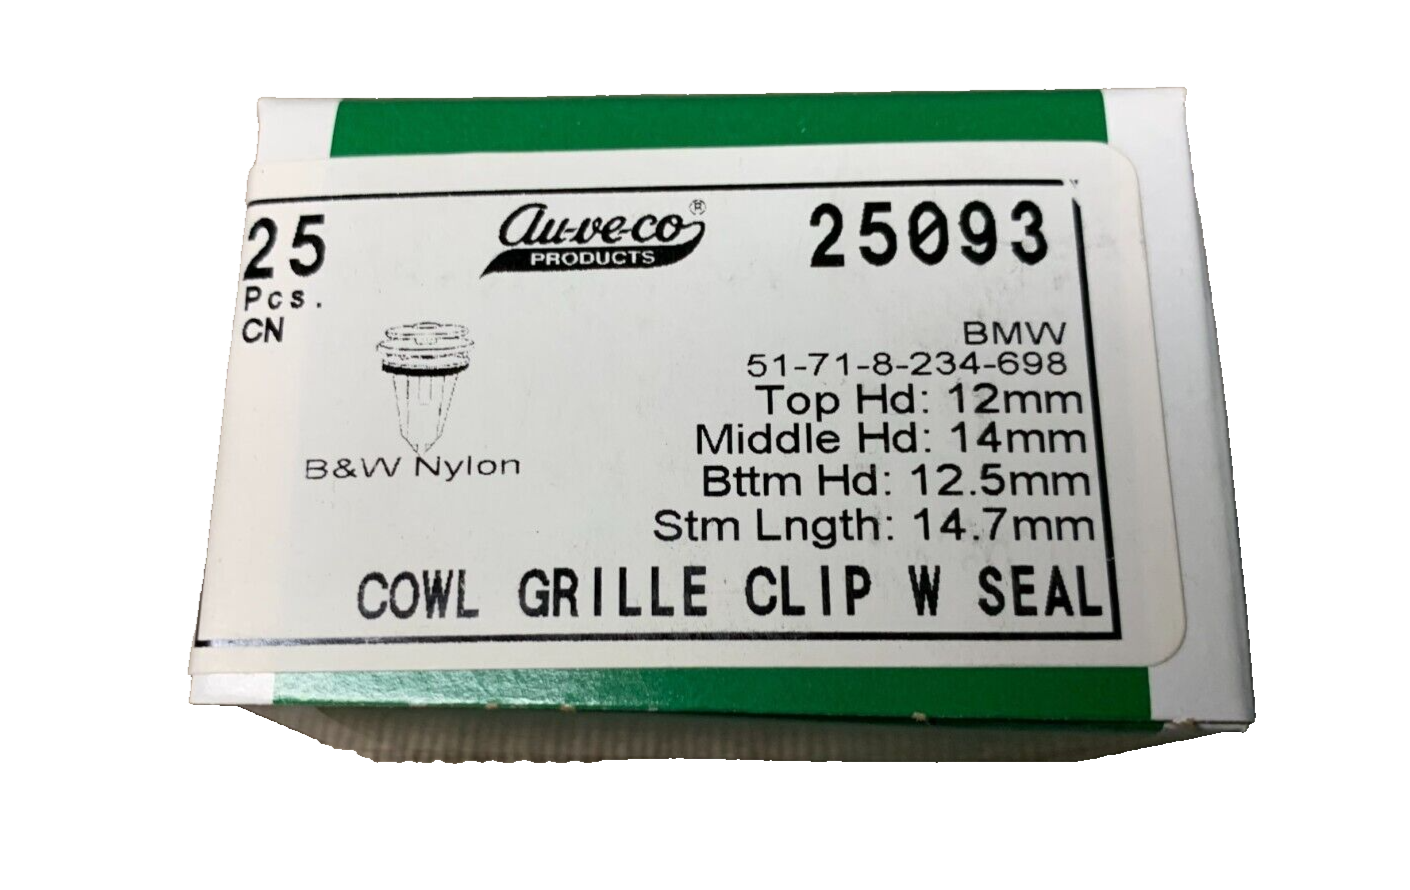 25
Pcs.
CN
au-ve-co®
PRODUCTS
25093
B&W Nylon
BMW
51-71-8-234-698
Top Hd: 12mm
Middle Hd: 14mm
Bttm Hd: 12.5mm
Stm Lngth: 14.7mm
COWL GRILLE CLIP W SEAL